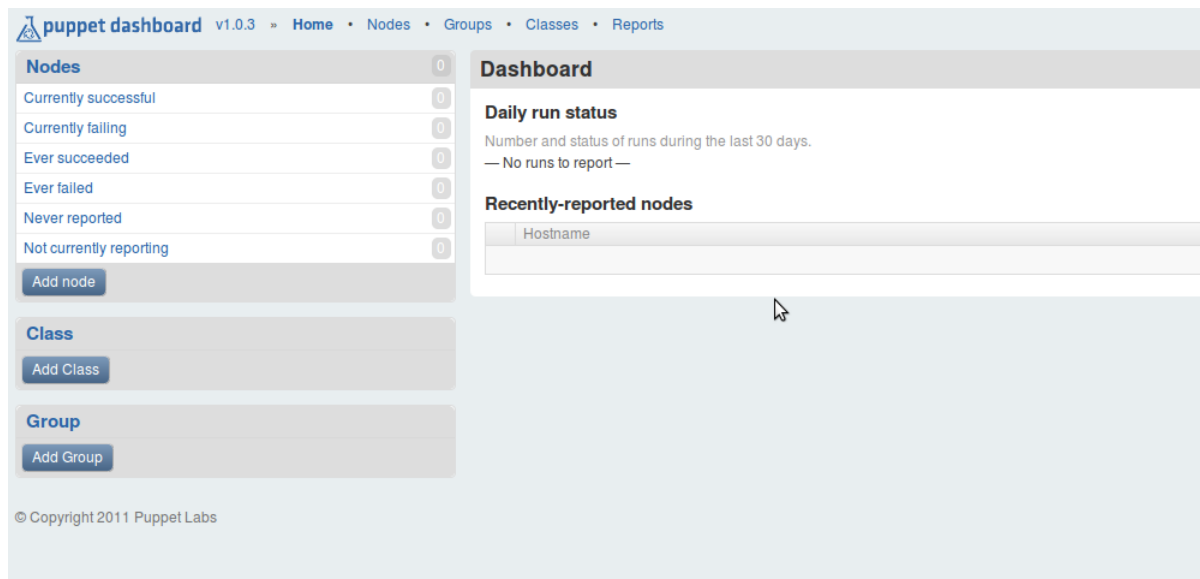 puppet dashboard v1.0.3 » Home • Nodes • Groups • Classes • Reports
Nodes 0
Currently successful 0
Currently failing 0
Ever succeeded 0
Ever failed 0
Never reported 0
Not currently reporting 0
Add node
Class
Add Class
Group
Add Group
© Copyright 2011 Puppet Labs
Dashboard
Daily run status
Number and status of runs during the last 30 days.
— No runs to report —
Recently-reported nodes
Hostname